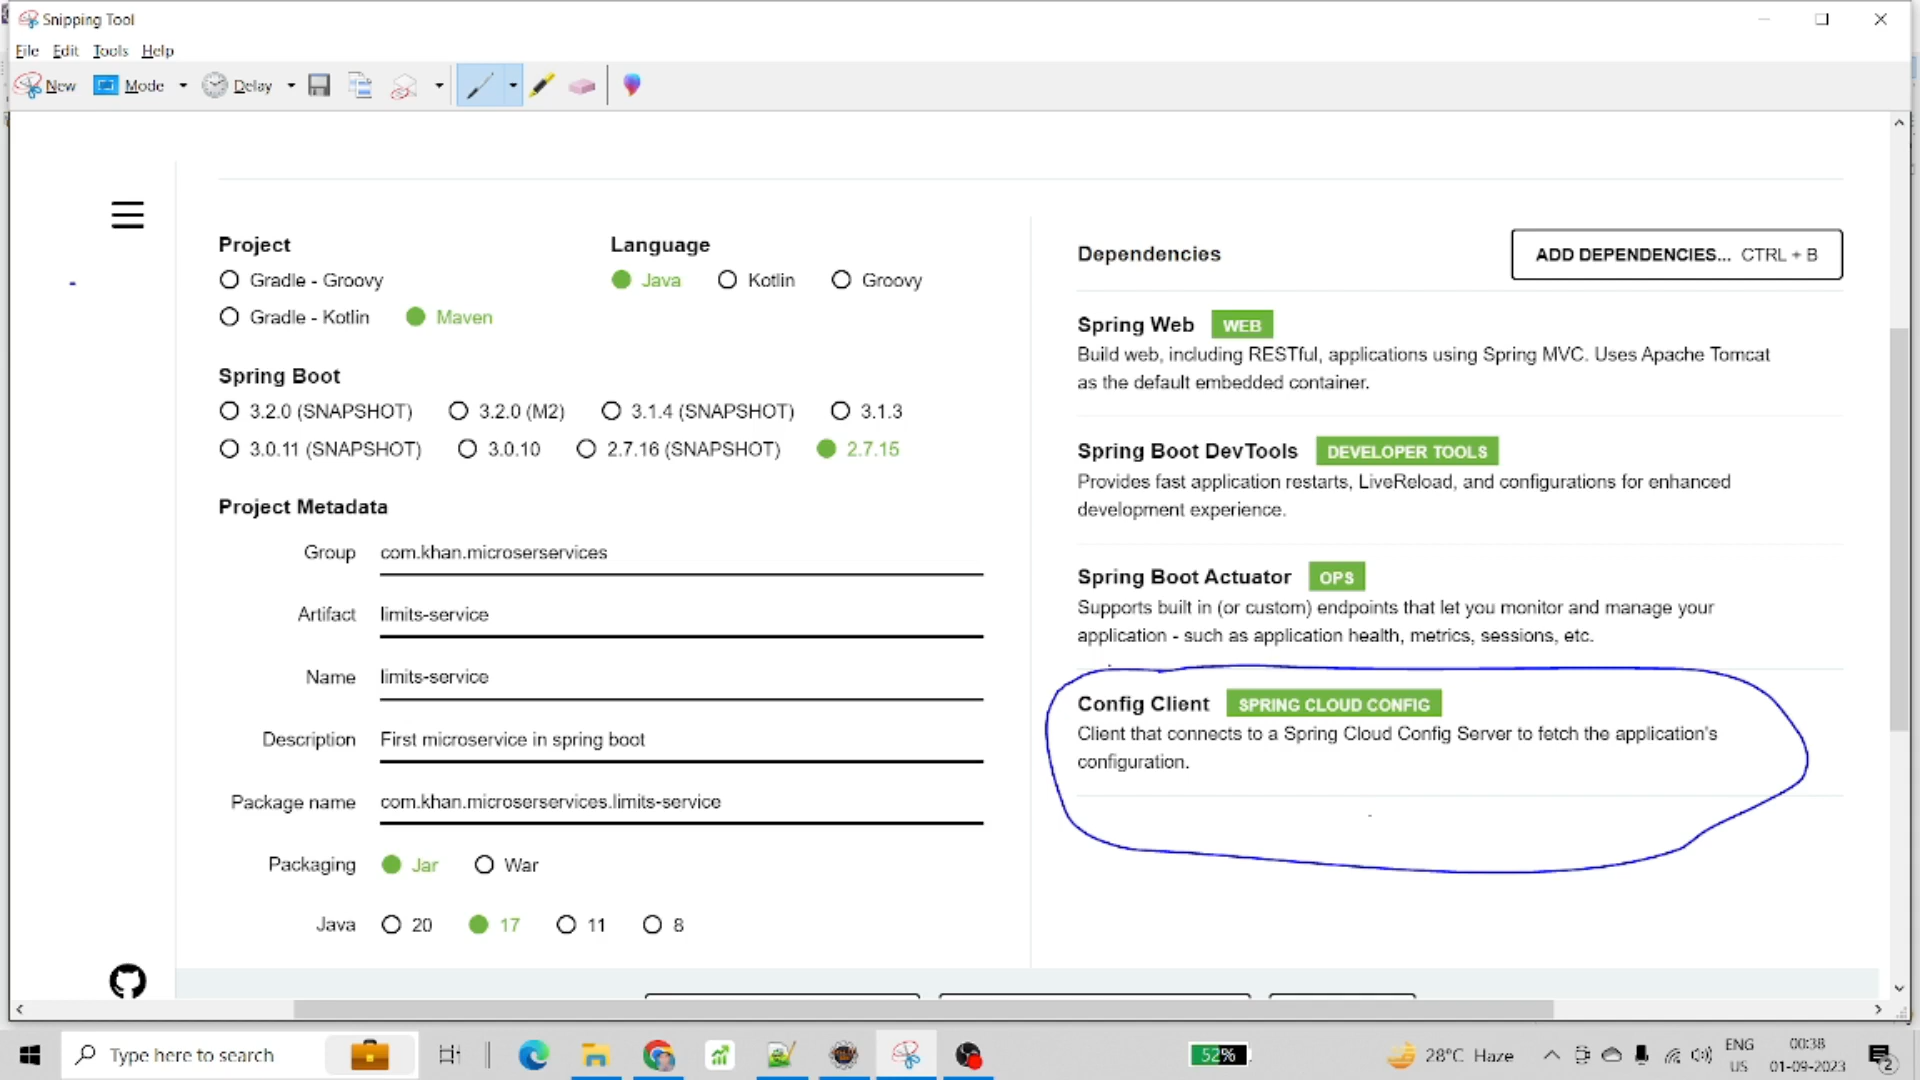 Snipping Tool
File Edit Tools Help
New Mode Delay
Project
Gradle - Groovy
Gradle - Kotlin Maven
Language
Java Kotlin Groovy
Spring Boot
3.2.0 (SNAPSHOT) 3.2.0 (M2) 3.1.4 (SNAPSHOT) 3.1.3
3.0.11 (SNAPSHOT) 3.0.10 2.7.16 (SNAPSHOT) 2.7.15
Project Metadata
Group com.khan.microserservices
Artifact limits-service
Name limits-service
Description First microservice in spring boot
Package name com.khan.microserservices.limits-service
Packaging Jar War
Java 20 17 11 8
Dependencies ADD DEPENDENCIES... CTRL + B
Spring Web WEB
Build web, including RESTful, applications using Spring MVC. Uses Apache Tomcat
as the default embedded container.
Spring Boot DevTools DEVELOPER TOOLS
Provides fast application restarts, LiveReload, and configurations for enhanced
development experience.
Spring Boot Actuator OPS
Supports built in (or custom) endpoints that let you monitor and manage your
application - such as application health, metrics, sessions, etc.
Config Client SPRING CLOUD CONFIG
Client that connects to a Spring Cloud Config Server to fetch the application's
configuration.
Type here to search
52%
28°C Haze
ENG
US
00:38
01-09-2023
2